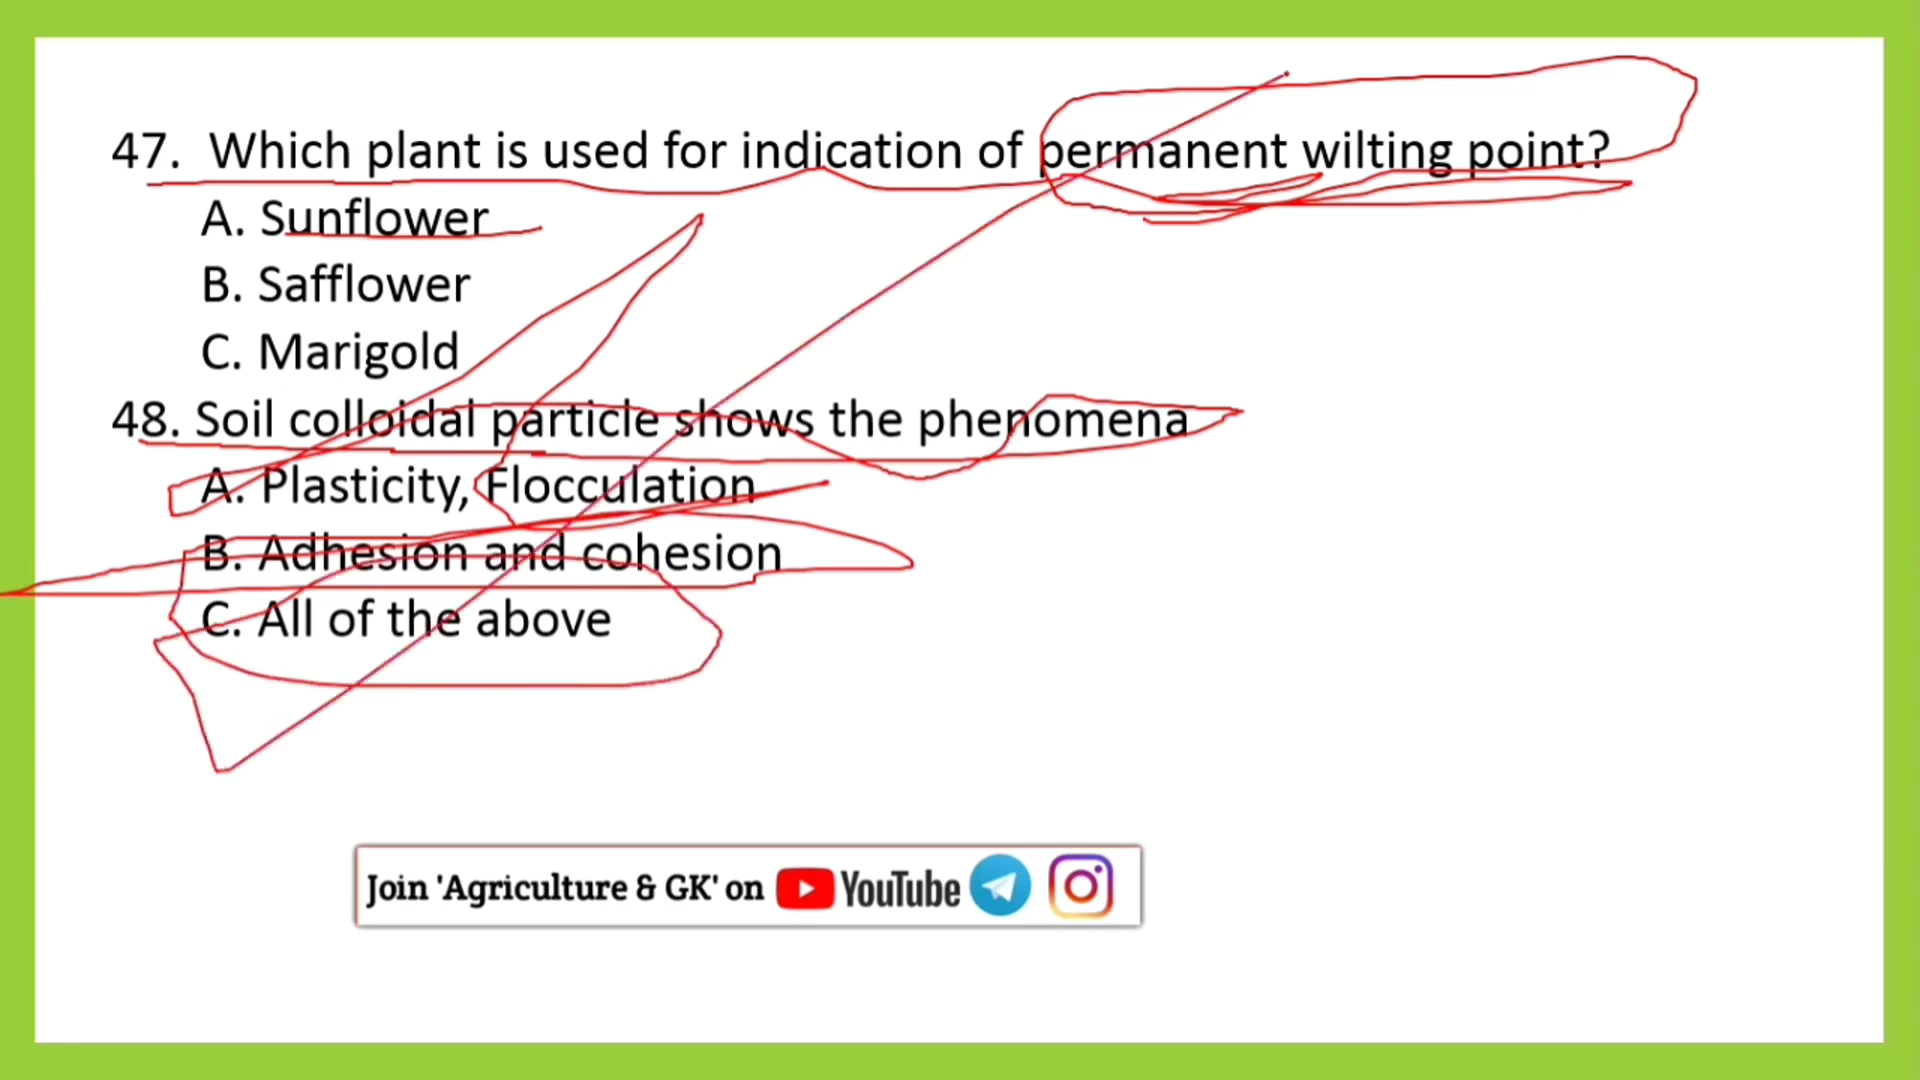 47. Which plant is used for indication of permanent wilting point?
A. Sunflower
B. Safflower
C. Marigold
48. Soil colloidal particle shows the phenomena
A. Plasticity, Flocculation
B. Adhesion and cohesion
C. All of the above
Join 'Agriculture & GK' on YouTube